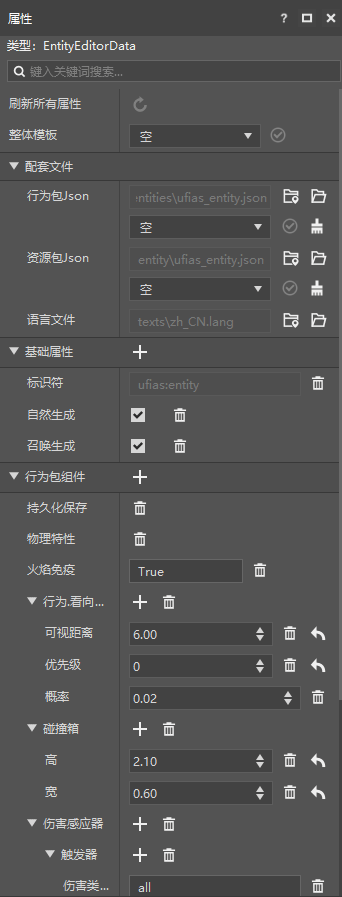 属性
类型：EntityEditorData
键入关键词搜索...
刷新所有属性
整体模板 空
配套文件
行为包Json ntities\ufias_entity.json
空
资源包Json entity\ufias_entity.json
空
语言文件 texts\zh_CN.lang
基础属性
标识符 ufias:entity
自然生成
召唤生成
行为包组件
持久化保存
物理特性
火焰免疫 True
行为.看向...
可视距离 6.00
优先级 0
概率 0.02
碰撞箱
高 2.10
宽 0.60
伤害感应器
触发器
伤害类... all